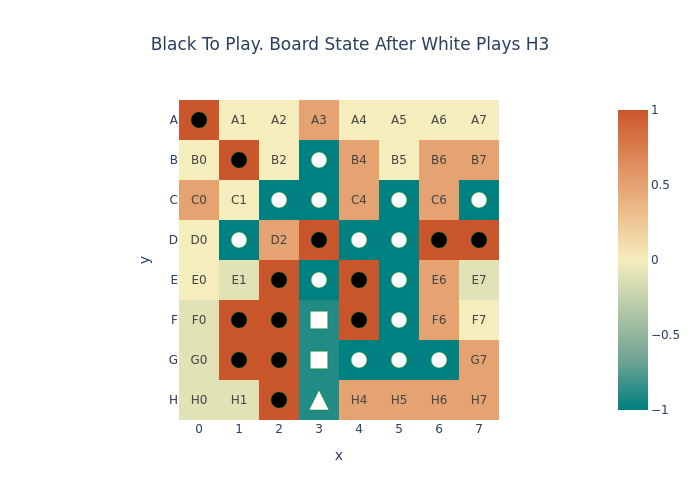 Black To Play. Board State After White Plays H3
A A1 A2 A3 A4 A5 A6 A7
B B0 B2 B4 B5 B6 B7
C C0 C1 C4 C6
D D0 D2
E E0 E1 E6 E7
F F0 F6 F7
G G0 G7
H H0 H1 H4 H5 H6 H7
0 1 2 3 4 5 6 7
x
y
1
0.5
0
−0.5
−1